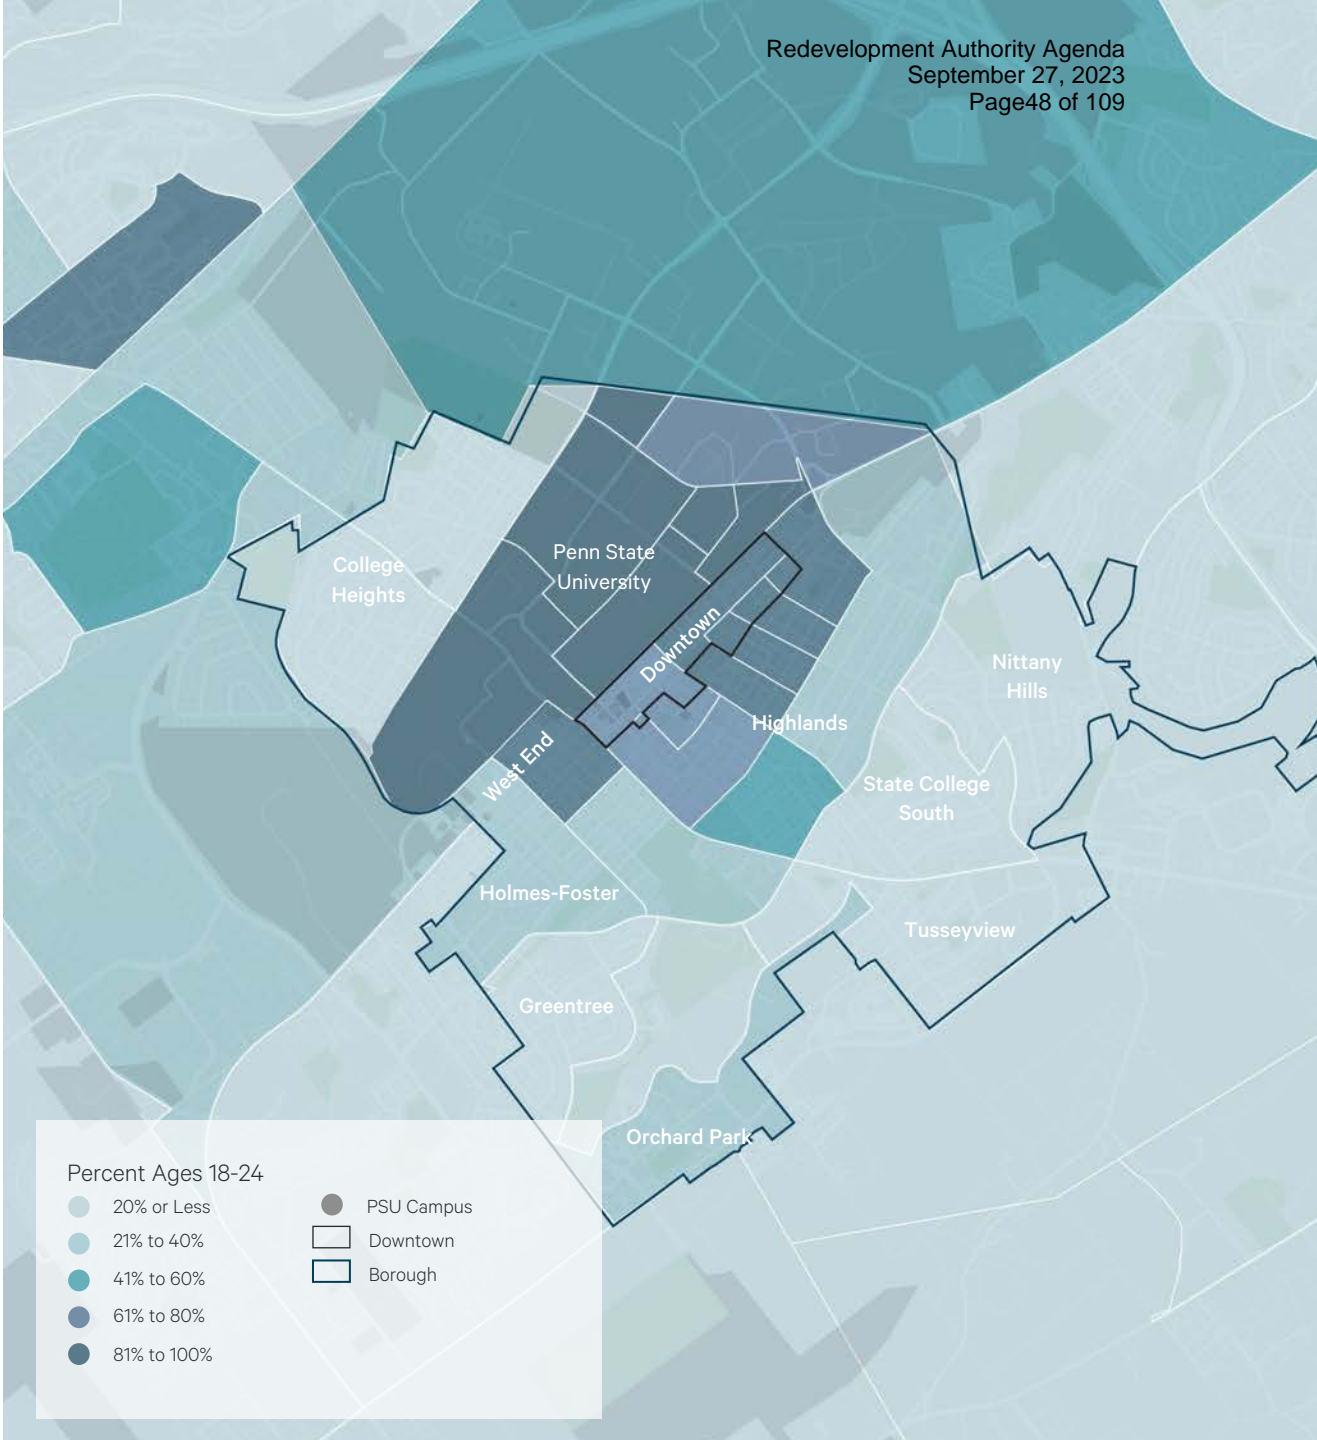 Redevelopment Authority Agenda
September 27, 2023
Page48 of 109
Penn State
University
College
Heights
Downtown
Nittany
Hills
Highlands
West End
State College
South
Holmes-Foster
Tusseyview
Greentree
Orchard Park
Percent Ages 18-24
20% or Less
21% to 40%
41% to 60%
61% to 80%
81% to 100%
PSU Campus
Downtown
Borough